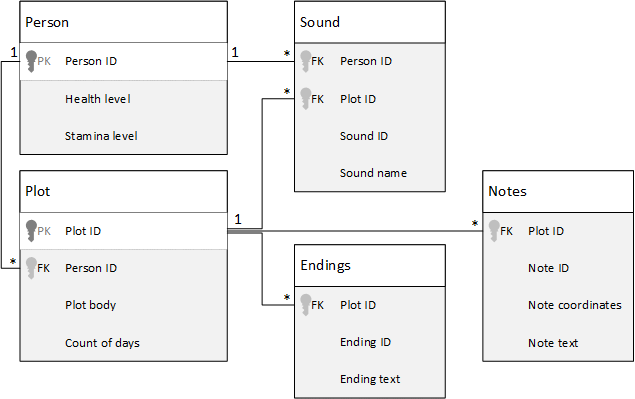 Person
PK Person ID
Health level
Stamina level
1
1
*
*
*
Sound
FK Person ID
FK Plot ID
Sound ID
Sound name
Plot
PK Plot ID
FK Person ID
Plot body
Count of days
1
*
*
Endings
FK Plot ID
Ending ID
Ending text
Notes
FK Plot ID
Note ID
Note coordinates
Note text